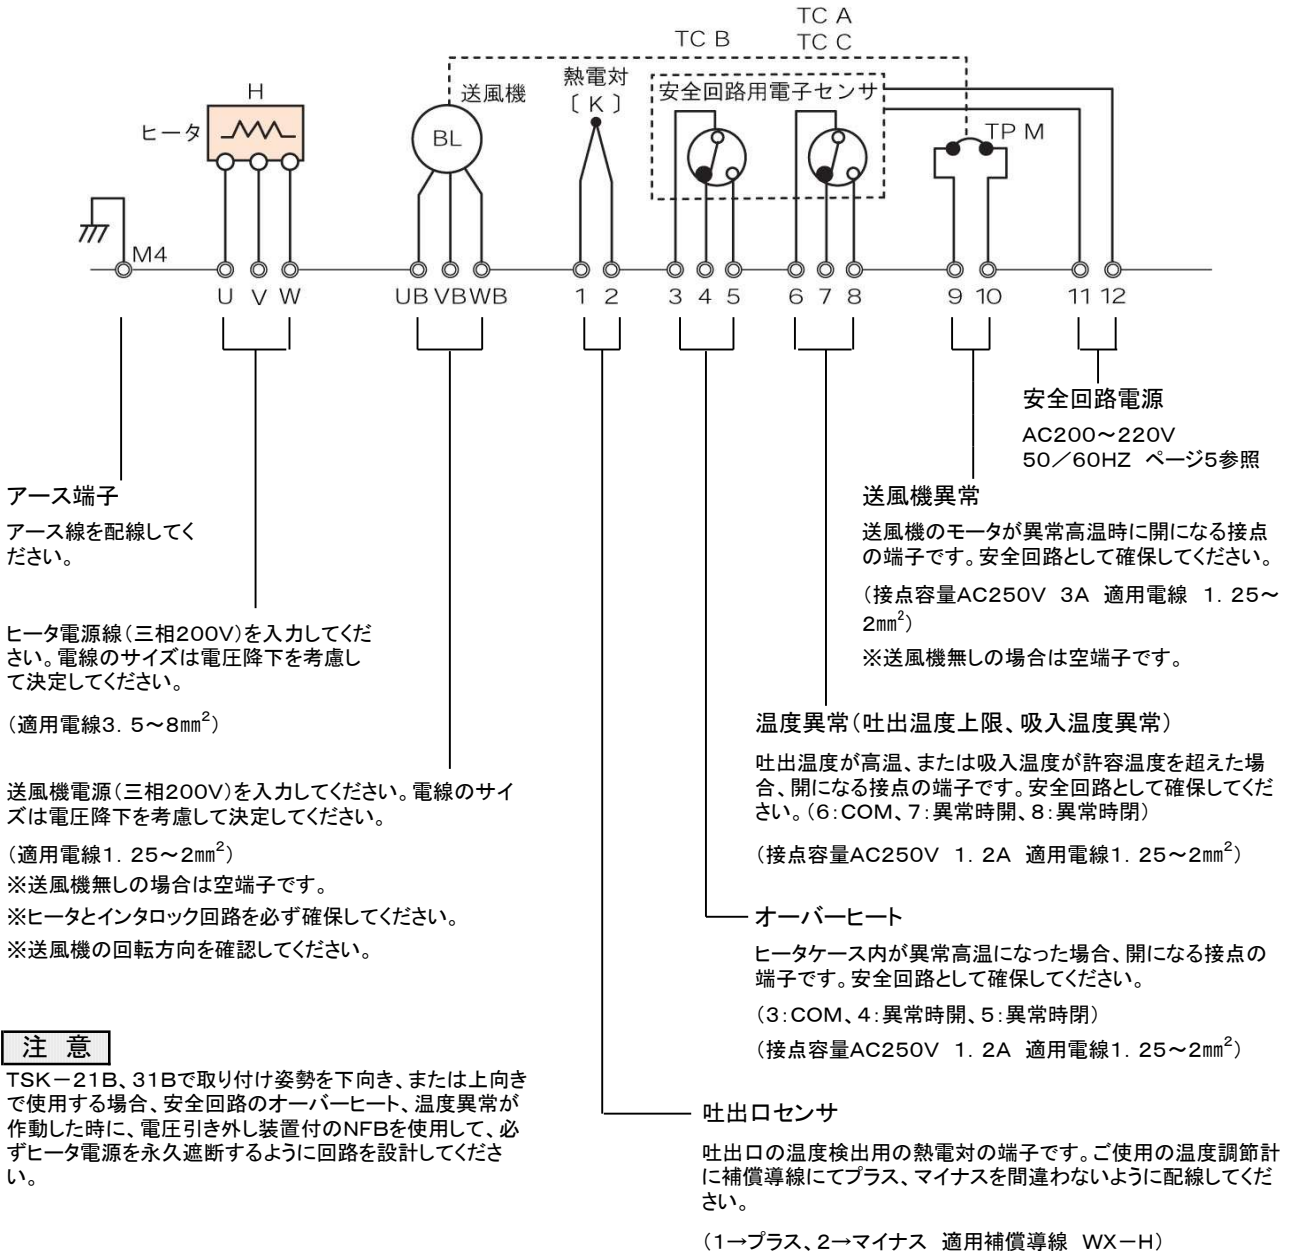 TC A
TC B
TC C
H
ヒータ
送風機
BL
熱電対
〔 K 〕
安全回路用電子センサ
TP M
M4
U V W
UB VB WB
1 2
3 4 5
6 7 8
9 10
11 12
安全回路電源
AC200～220V
50／60HZ ページ5参照
アース端子
アース線を配線してく
ださい。
送風機異常
送風機のモータが異常高温時に開になる接点
の端子です。安全回路として確保してください。
（接点容量AC250V 3A 適用電線 1．25～
2㎜²）
※送風機無しの場合は空端子です。
ヒータ電源線（三相200V）を入力してくだ
さい。電線のサイズは電圧降下を考慮し
て決定してください。
（適用電線3．5～8㎜²）
温度異常（吐出温度上限、吸入温度異常）
吐出温度が高温、または吸入温度が許容温度を超えた場
合、開になる接点の端子です。安全回路として確保してくだ
さい。（6：COM、7：異常時開、8：異常時閉）
（接点容量AC250V 1．2A 適用電線1．25～2㎜²）
送風機電源（三相200V）を入力してください。電線のサイ
ズは電圧降下を考慮して決定してください。
（適用電線1．25～2㎜²）
※送風機無しの場合は空端子です。
※ヒータとインタロック回路を必ず確保してください。
※送風機の回転方向を確認してください。
オーバーヒート
ヒータケース内が異常高温になった場合、開になる接点の
端子です。安全回路として確保してください。
（3：COM、4：異常時開、5：異常時閉）
（接点容量AC250V 1．2A 適用電線1．25～2㎜²）
注 意
TSK－21B、31Bで取り付け姿勢を下向き、または上向き
で使用する場合、安全回路のオーバーヒート、温度異常が
作動した時に、電圧引き外し装置付のNFBを使用して、必
ずヒータ電源を永久遮断するように回路を設計してくださ
い。
吐出口センサ
吐出口の温度検出用の熱電対の端子です。ご使用の温度調節計
に補償導線にてプラス、マイナスを間違わないように配線してくだ
さい。
（1→プラス、2→マイナス 適用補償導線 WX－H）